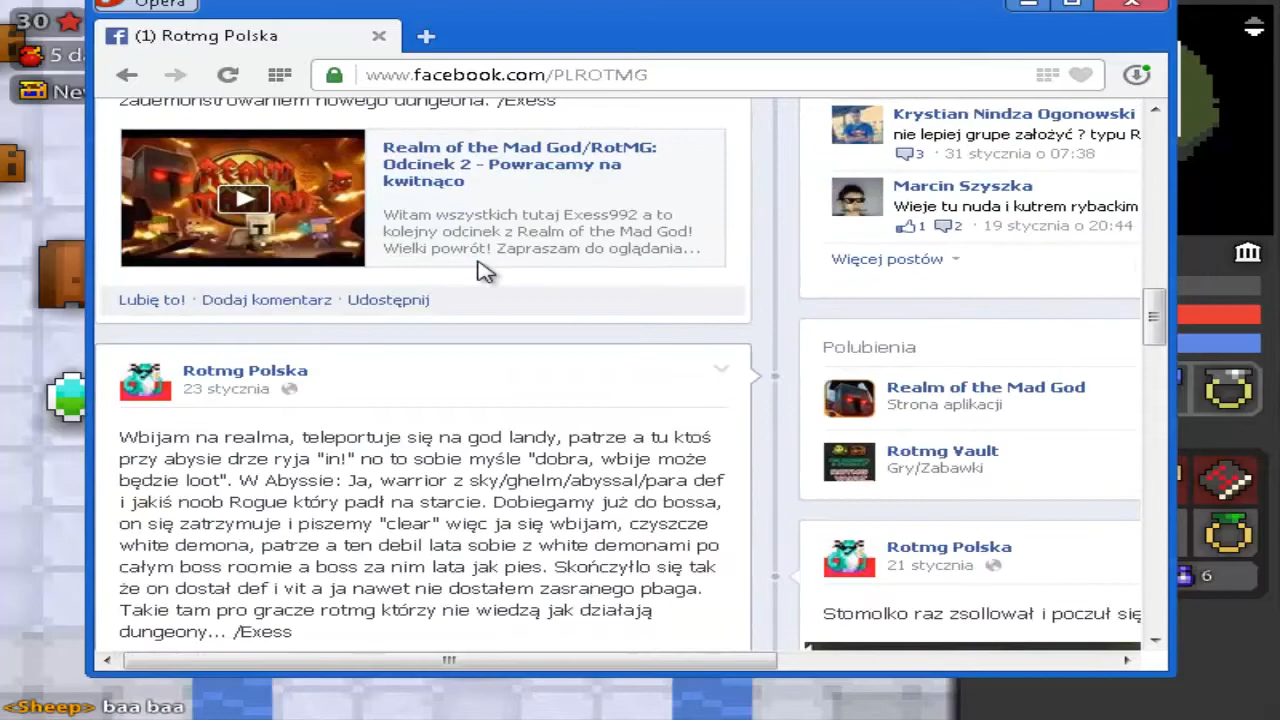 Opera
30
5 d
New
(1) Rotmg Polska
www.facebook.com/PLROTMG
zademonstrowaniem nowego dungeona. /Exess
REALM
Realm of the Mad God/RotMG:
Odcinek 2 - Powracamy na
kwitnąco
Witam wszystkich tutaj Exess992 a to
kolejny odcinek z Realm of the Mad God!
Wielki powrót! Zapraszam do oglądania...
Lubię to! · Dodaj komentarz · Udostępnij
Rotmg Polska
23 stycznia
Wbijam na realma, teleportuje się na god landy, patrze a tu ktoś
przy abysie drze ryja "in!" no to sobie myśle "dobra, wbije może
będzie loot". W Abyssie: Ja, warrior z sky/ghelm/abyssal/para def
i jakiś noob Rogue który padł na starcie. Dobiegamy już do bossa,
on się zatrzymuje i piszemy "clear" więc ja się wbijam, czyszcze
white demona, patrze a ten debil lata sobie z white demonami po
całym boss roomie a boss za nim lata jak pies. Skończyłło się tak
że on dostał def i vit a ja nawet nie dostałem zasranego pbaga.
Takie tam pro gracze rotmg którzy nie wiedzą jak działają
dungeony... /Exess
Krystian Nindza Ogonowski
nie lepiej grupe założyć ? typu R
3 · 31 stycznia o 07:38
Marcin Szyszka
Wieje tu nuda i kutrem rybackim
1 2 · 19 stycznia o 20:44
Więcej postów
Polubienia
Realm of the Mad God
Strona aplikacji
Rotmg Vault
Gry/Zabawki
Rotmg Polska
21 stycznia
Stomolko raz zsollował i poczuł się
6
<Sheep> baa baa